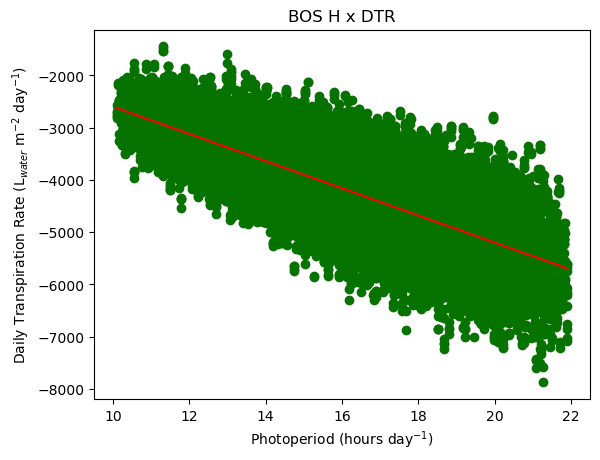 BOS H x DTR
Daily Transpiration Rate (L_water m⁻² day⁻¹)
−2000
−3000
−4000
−5000
−6000
−7000
−8000
10 12 14 16 18 20 22
Photoperiod (hours day⁻¹)